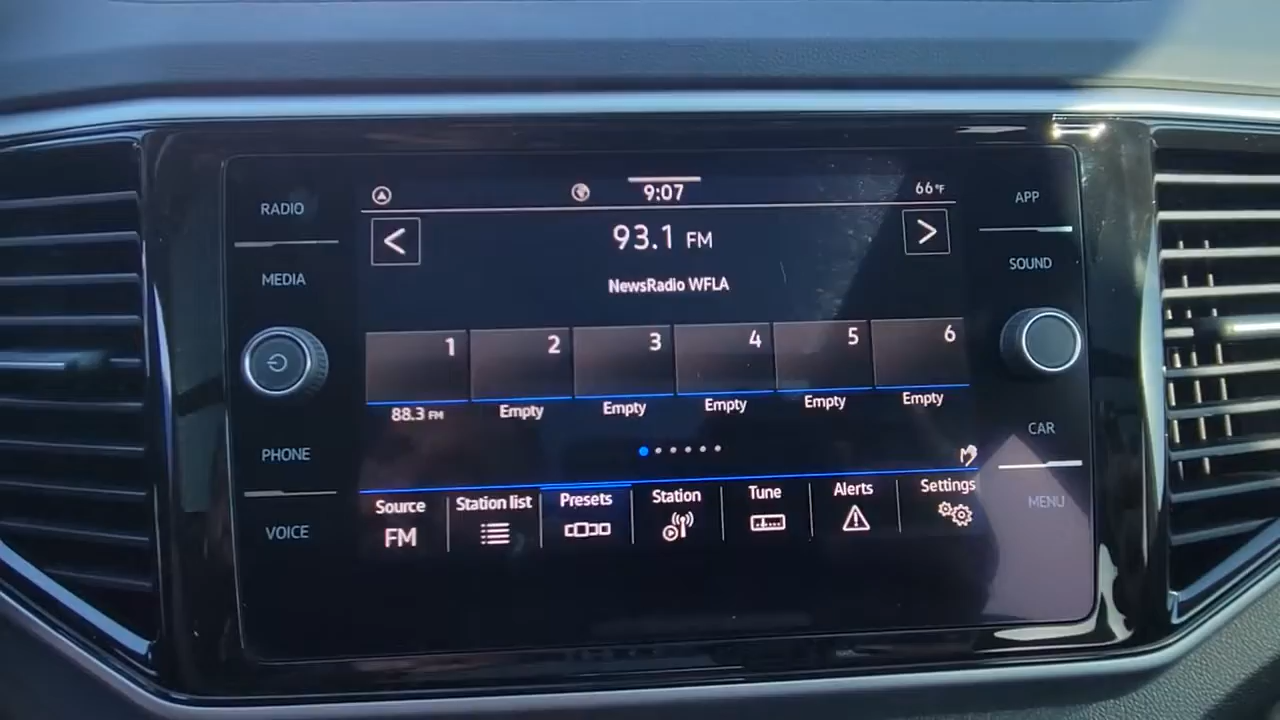 RADIO
MEDIA
PHONE
VOICE
9:07
66°F
93.1 FM
NewsRadio WFLA
1 2 3 4 5 6
88.3 FM Empty Empty Empty Empty Empty
Source Station list Presets Station Tune Alerts Settings
FM
APP
SOUND
CAR
MENU